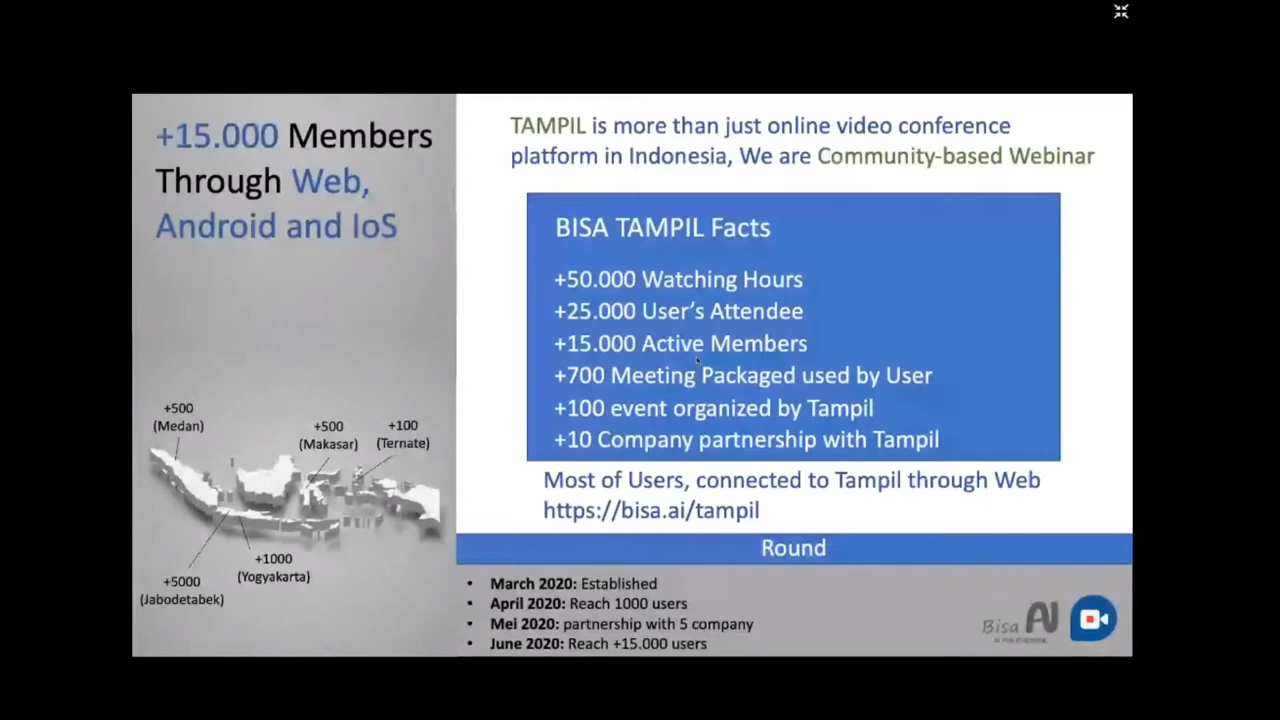 +15.000 Members
Through Web,
Android and IoS
+500
(Medan)
+500
(Makasar)
+100
(Ternate)
+1000
(Yogyakarta)
+5000
(Jabodetabek)
TAMPIL is more than just online video conference
platform in Indonesia, We are Community-based Webinar
BISA TAMPIL Facts
+50.000 Watching Hours
+25.000 User's Attendee
+15.000 Active Members
+700 Meeting Packaged used by User
+100 event organized by Tampil
+10 Company partnership with Tampil
Most of Users, connected to Tampil through Web
https://bisa.ai/tampil
Round
• March 2020: Established
• April 2020: Reach 1000 users
• Mei 2020: partnership with 5 company
• June 2020: Reach +15.000 users
Bisa AI